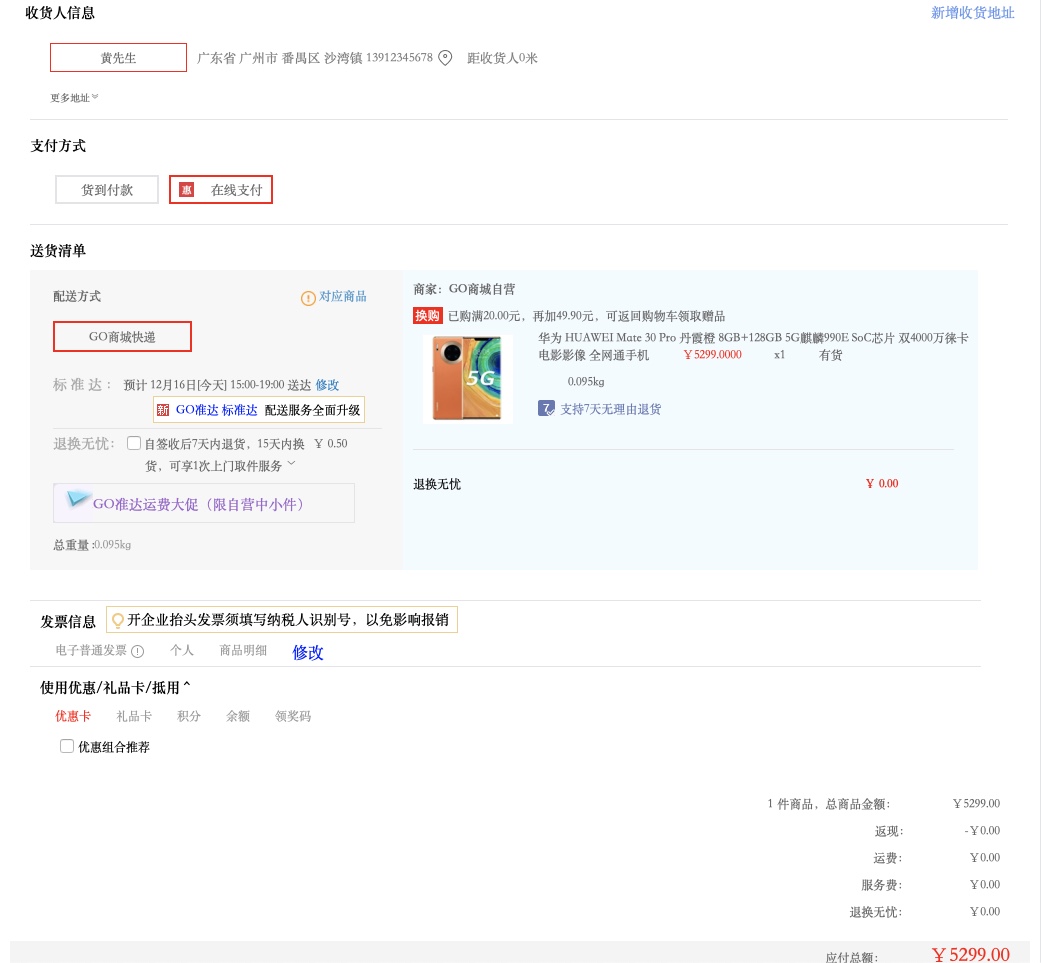 收货人信息
新增收货地址
黄先生
广东省 广州市 番禺区 沙湾镇 13912345678
距收货人0米
更多地址
支付方式
货到付款
惠 在线支付
送货清单
配送方式
对应商品
GO商城快递
标准达：
预计 12月16日[今天] 15:00-19:00 送达 修改
新 GO准达 标准达 配送服务全面升级
退换无忧：
自签收后7天内退货，15天内换 ￥ 0.50
货，可享1次上门取件服务
GO准达运费大促（限自营中小件）
总重量 :0.095kg
商家：GO商城自营
换购 已购满20.00元，再加49.90元，可返回购物车领取赠品
5G
华为 HUAWEI Mate 30 Pro 丹霞橙 8GB+128GB 5G麒麟990E SoC芯片 双4000万徕卡
电影影像 全网通手机 ￥5299.0000 x1 有货
0.095kg
7 支持7天无理由退货
退换无忧 ￥ 0.00
发票信息
开企业抬头发票须填写纳税人识别号，以免影响报销
电子普通发票 个人 商品明细 修改
使用优惠/礼品卡/抵用^
优惠卡 礼品卡 积分 余额 领奖码
优惠组合推荐
1 件商品，总商品金额： ￥5299.00
返现： -￥0.00
运费： ￥0.00
服务费： ￥0.00
退换无忧： ￥0.00
应付总额： ￥5299.00